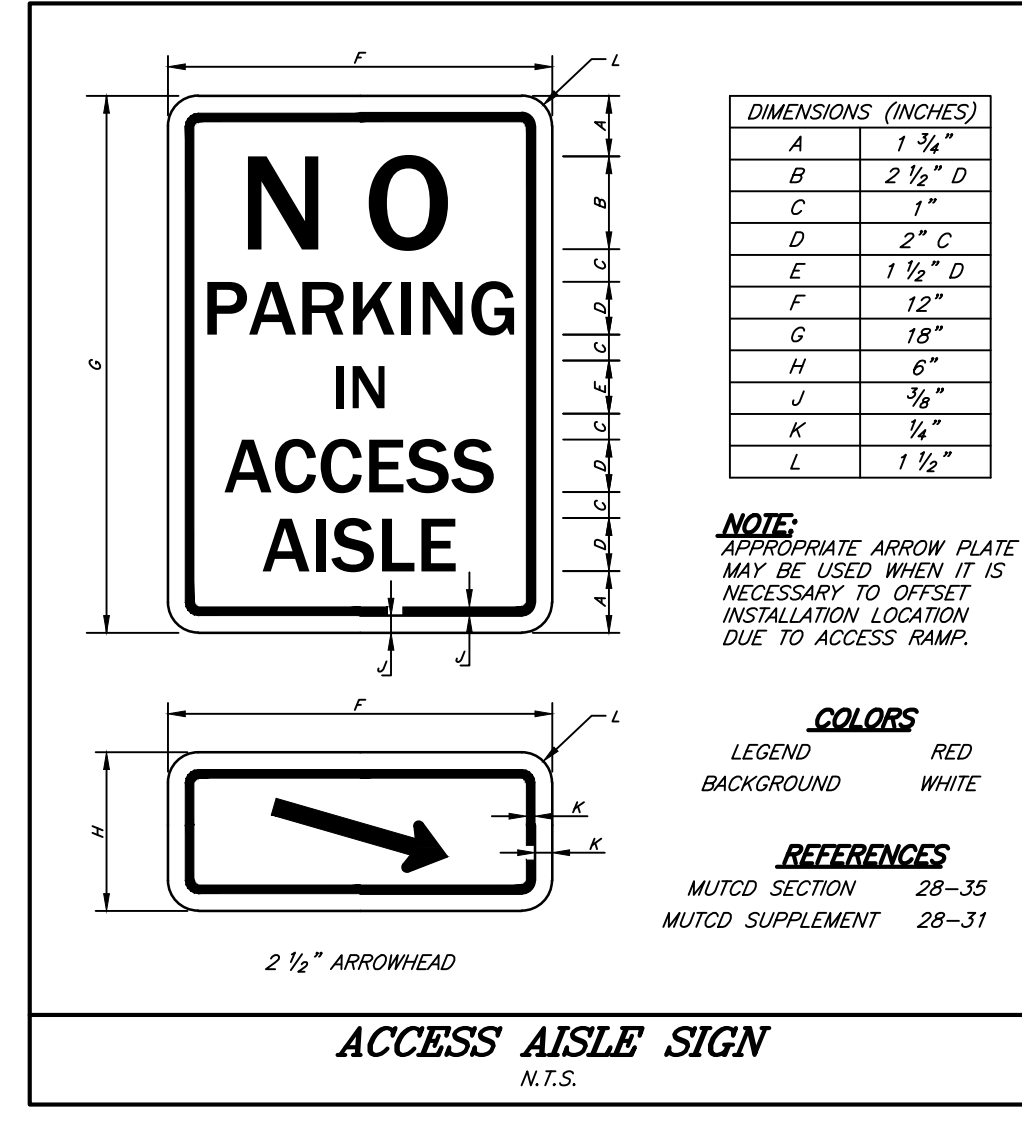 F
L
G
A
B
C
D
C
E
C
D
C
D
A
NO
PARKING
IN
ACCESS
AISLE
J
J
DIMENSIONS (INCHES)
A 1 3/4"
B 2 1/2" D
C 1"
D 2" C
E 1 1/2" D
F 12"
G 18"
H 6"
J 3/8"
K 1/4"
L 1 1/2"
NOTE:
APPROPRIATE ARROW PLATE
MAY BE USED WHEN IT IS
NECESSARY TO OFFSET
INSTALLATION LOCATION
DUE TO ACCESS RAMP.
F
L
H
K
K
2 1/2" ARROWHEAD
COLORS
LEGEND RED
BACKGROUND WHITE
REFERENCES
MUTCD SECTION 28-35
MUTCD SUPPLEMENT 28-31
ACCESS AISLE SIGN
N.T.S.